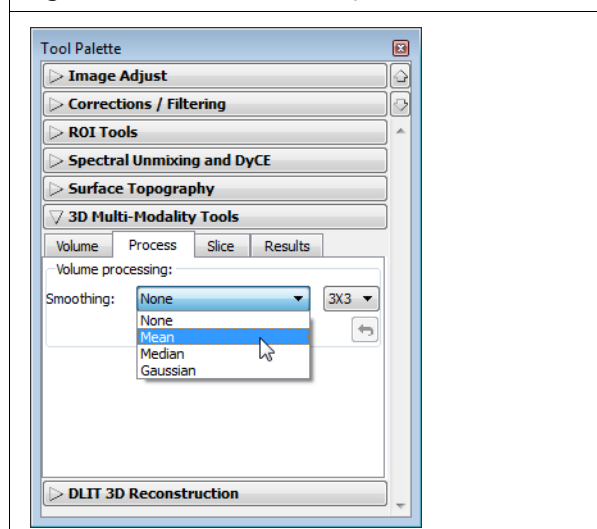 Tool Palette
Image Adjust
Corrections / Filtering
ROI Tools
Spectral Unmixing and DyCE
Surface Topography
3D Multi-Modality Tools
Volume Process Slice Results
Volume processing:
Smoothing: None 3X3
None
Mean
Median
Gaussian
DLIT 3D Reconstruction